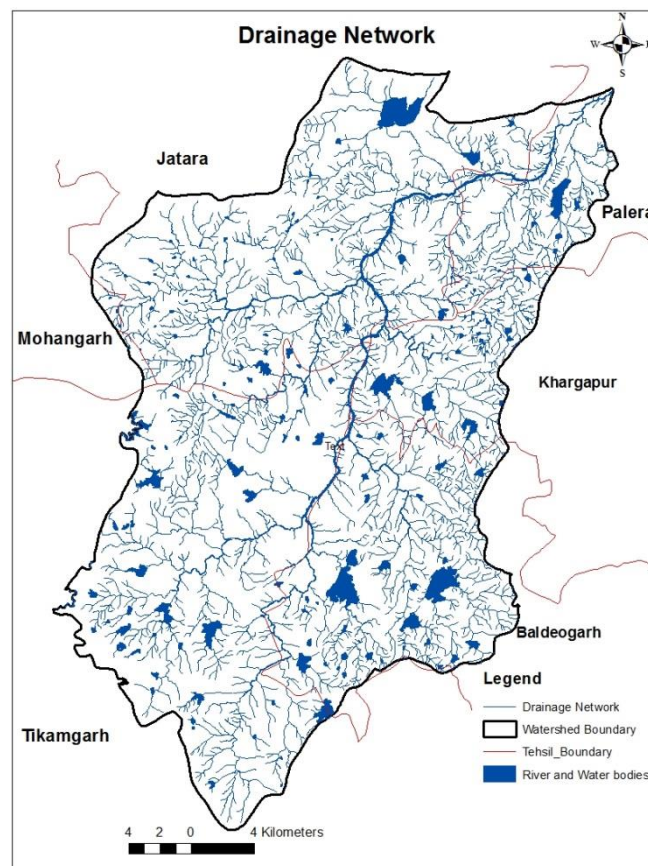 Drainage Network
N
W
E
S
Jatara
Palera
Mohangarh
Khargapur
Text
Baldeogarh
Tikamgarh
Legend
Drainage Network
Watershed Boundary
Tehsil_Boundary
River and Water bodies
4 2 0 4 Kilometers